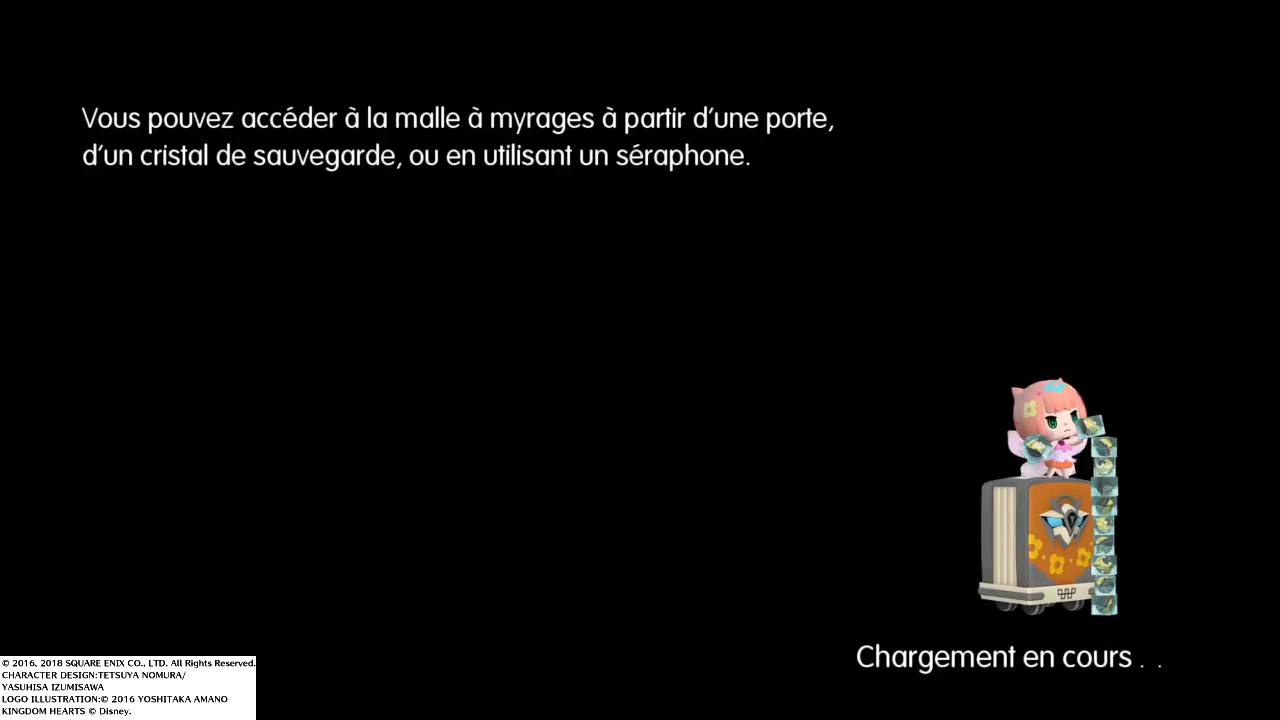 Vous pouvez accéder à la malle à myrages à partir d'une porte,
d'un cristal de sauvegarde, ou en utilisant un séraphone.
Chargement en cours . .
© 2016, 2018 SQUARE ENIX CO., LTD. All Rights Reserved.
CHARACTER DESIGN:TETSUYA NOMURA/
YASUHISA IZUMISAWA
LOGO ILLUSTRATION:© 2016 YOSHITAKA AMANO
KINGDOM HEARTS © Disney.